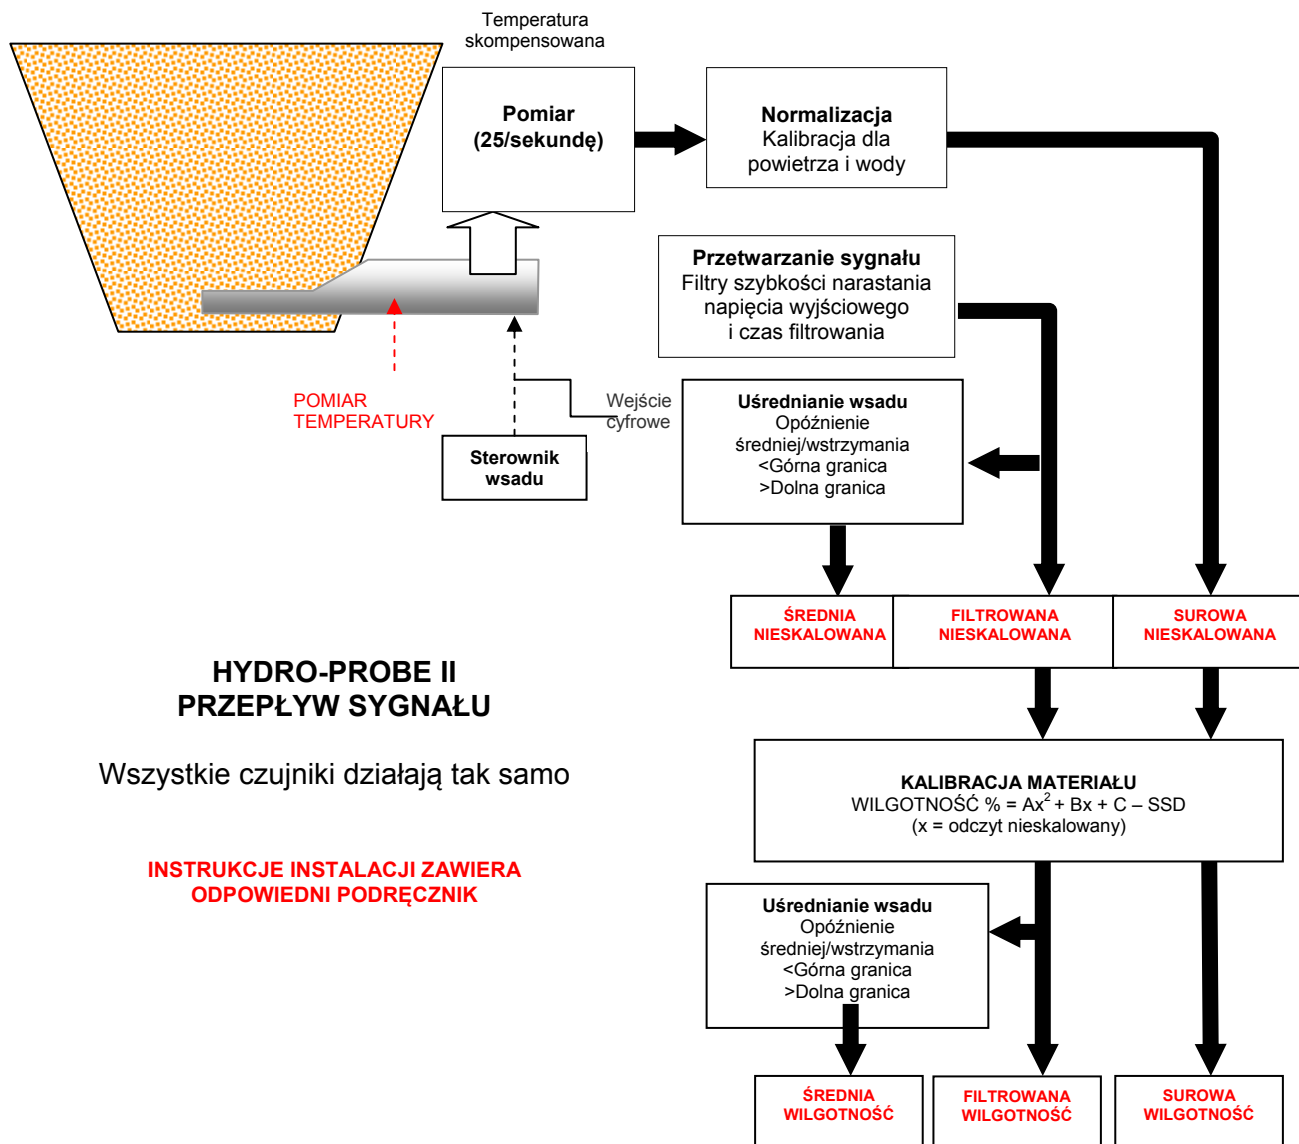 Temperatura
skompensowana
Pomiar
(25/sekundę)
Normalizacja
Kalibracja dla
powietrza i wody
Przetwarzanie sygnału
Filtry szybkości narastania
napięcia wyjściowego
i czas filtrowania
POMIAR
TEMPERATURY
Wejście
cyfrowe
Sterownik
wsadu
Uśrednianie wsadu
Opóźnienie
średniej/wstrzymania
<Górna granica
>Dolna granica
ŚREDNIA
NIESKALOWANA
FILTROWANA
NIESKALOWANA
SUROWA
NIESKALOWANA
HYDRO-PROBE II
PRZEPŁYW SYGNAŁU
Wszystkie czujniki działają tak samo
INSTRUKCJE INSTALACJI ZAWIERA
ODPOWIEDNI PODRĘCZNIK
KALIBRACJA MATERIAŁU
WILGOTNOŚĆ % = Ax² + Bx + C – SSD
(x = odczyt nieskalowany)
Uśrednianie wsadu
Opóźnienie
średniej/wstrzymania
<Górna granica
>Dolna granica
ŚREDNIA
WILGOTNOŚĆ
FILTROWANA
WILGOTNOŚĆ
SUROWA
WILGOTNOŚĆ